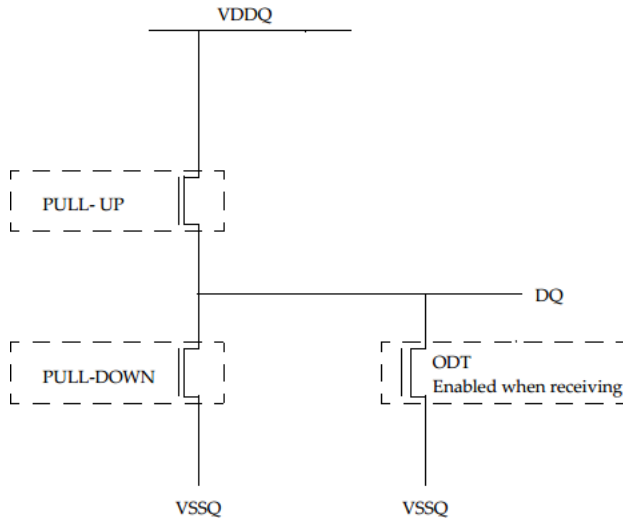 VDDQ
PULL- UP
DQ
PULL-DOWN
ODT
Enabled when receiving
VSSQ
VSSQ